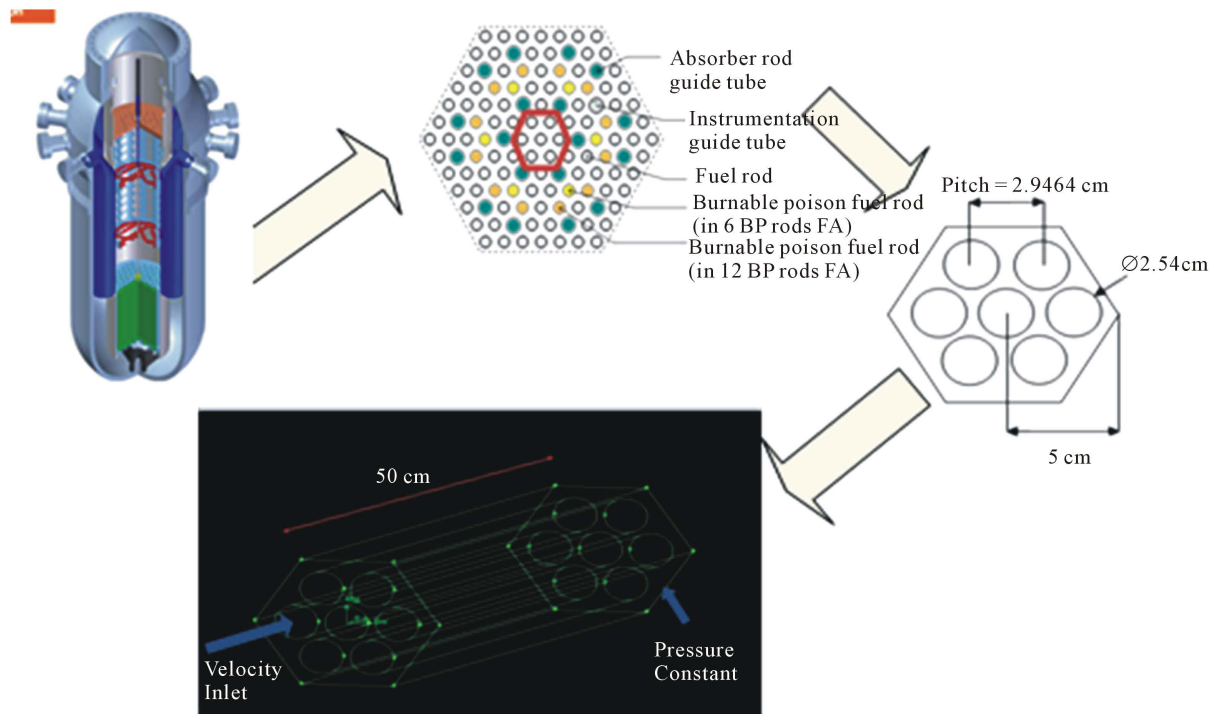 Absorber rod
guide tube
Instrumentation
guide tube
Fuel rod
Burnable poison fuel rod
(in 6 BP rods FA)
Burnable poison fuel rod
(in 12 BP rods FA)
Pitch = 2.9464 cm
∅2.54cm
5 cm
50 cm
Velocity
Inlet
Pressure
Constant